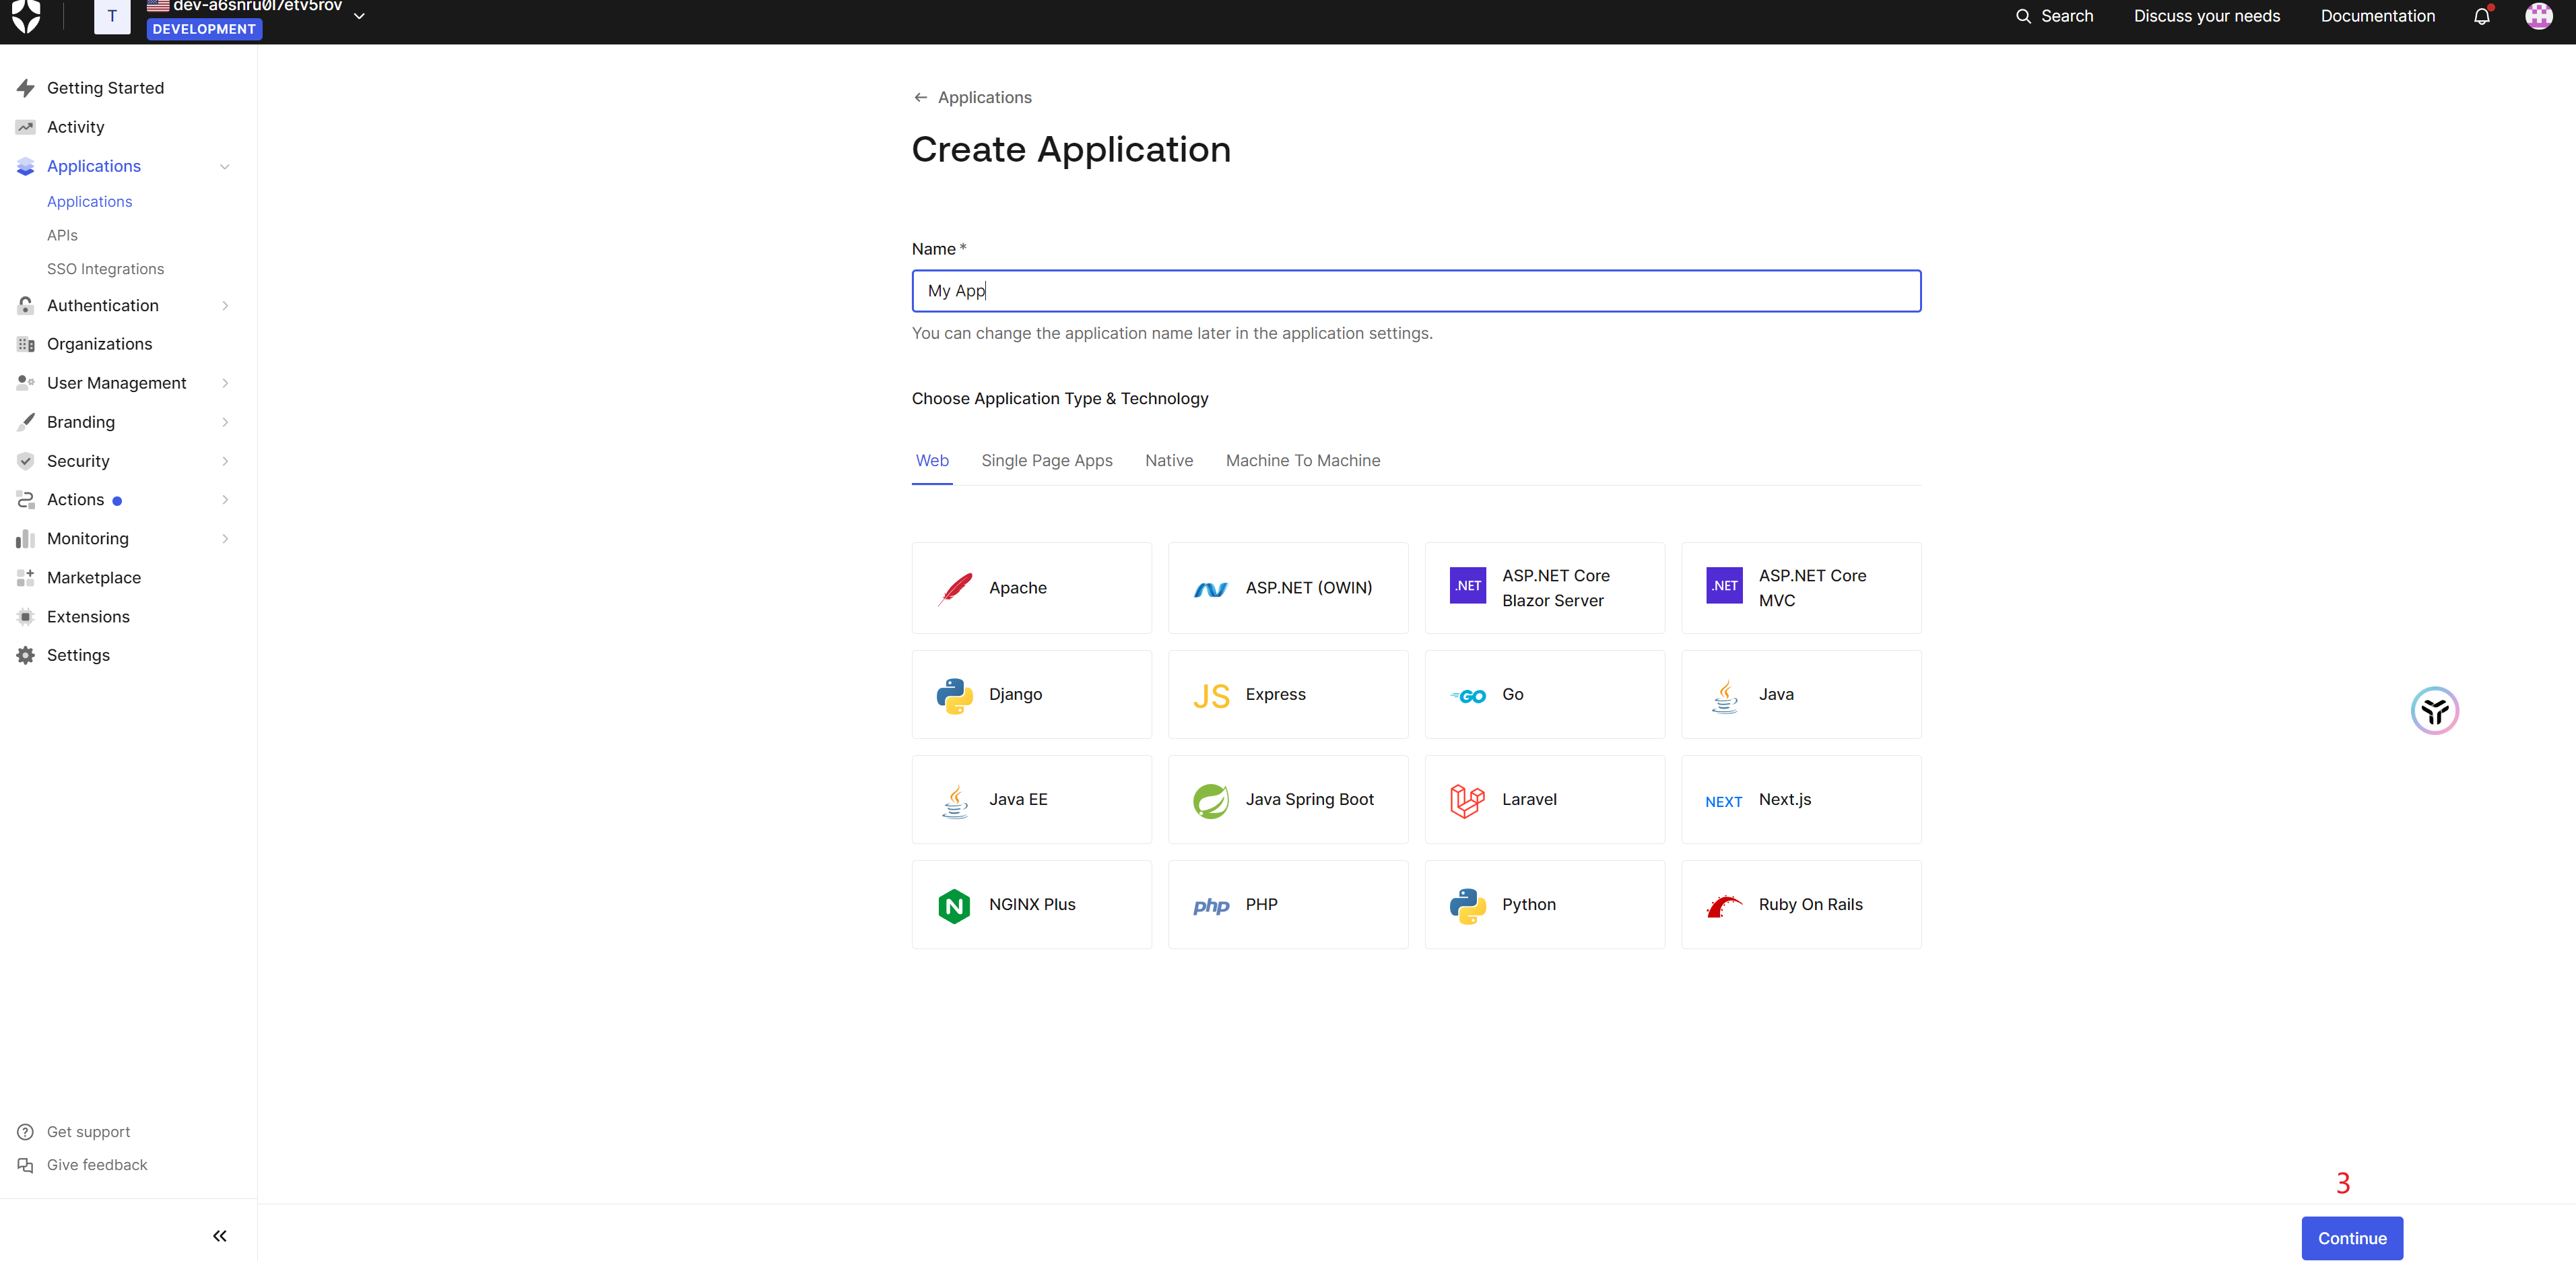 T
DEVELOPMENT
Search
Discuss your needs
Documentation
Getting Started
Activity
Applications
Applications
APIs
SSO Integrations
Authentication
Organizations
User Management
Branding
Security
Actions
Monitoring
Marketplace
Extensions
Settings
Get support
Give feedback
Applications
Create Application
Name *
My App
You can change the application name later in the application settings.
Choose Application Type & Technology
Web
Single Page Apps
Native
Machine To Machine
Apache
ASP.NET (OWIN)
.NET
ASP.NET Core
Blazor Server
.NET
ASP.NET Core
MVC
Django
JS Express
GO Go
Java
Java EE
Java Spring Boot
Laravel
NEXT Next.js
N NGINX Plus
php PHP
Python
Ruby On Rails
3
Continue